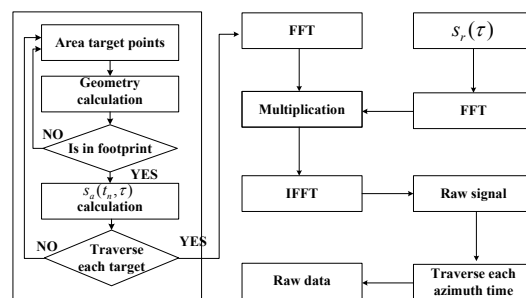 Area target points
Geometry
calculation
NO
Is in footprint
YES
s_a(t_n, τ)
calculation
NO
Traverse
each target
YES
FFT
Multiplication
IFFT
s_r(τ)
FFT
Raw signal
Traverse each
azimuth time
Raw data